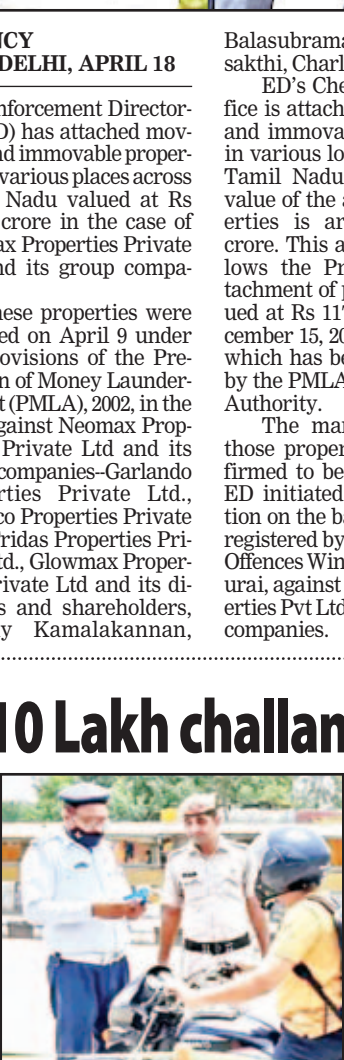 NCY
DELHI, APRIL 18
nforcement Director-
D) has attached mov-
nd immovable proper-
various places across
Nadu valued at Rs
crore in the case of
ax Properties Private
nd its group compa-
hese properties were
ed on April 9 under
ovisions of the Pre-
n of Money Launder-
t (PMLA), 2002, in the
gainst Neomax Prop-
Private Ltd and its
companies--Garlando
erties Private Ltd.,
co Properties Private
ridas Properties Pri-
td., Glowmax Proper-
rivate Ltd and its di-
s and shareholders,
y Kamalakannan,
Balasubrama
sakthi, Charl
ED's Che
fice is attach
and immova
in various lo
Tamil Nadu
value of the a
erties is ar
crore. This a
lows the Pr
tachment of p
ued at Rs 117
cember 15, 20
which has be
by the PMLA
Authority.
The mar
those proper
firmed to be
ED initiated
tion on the ba
registered by
Offences Win
urai, against
erties Pvt Ltd
companies.
10 Lakh challan